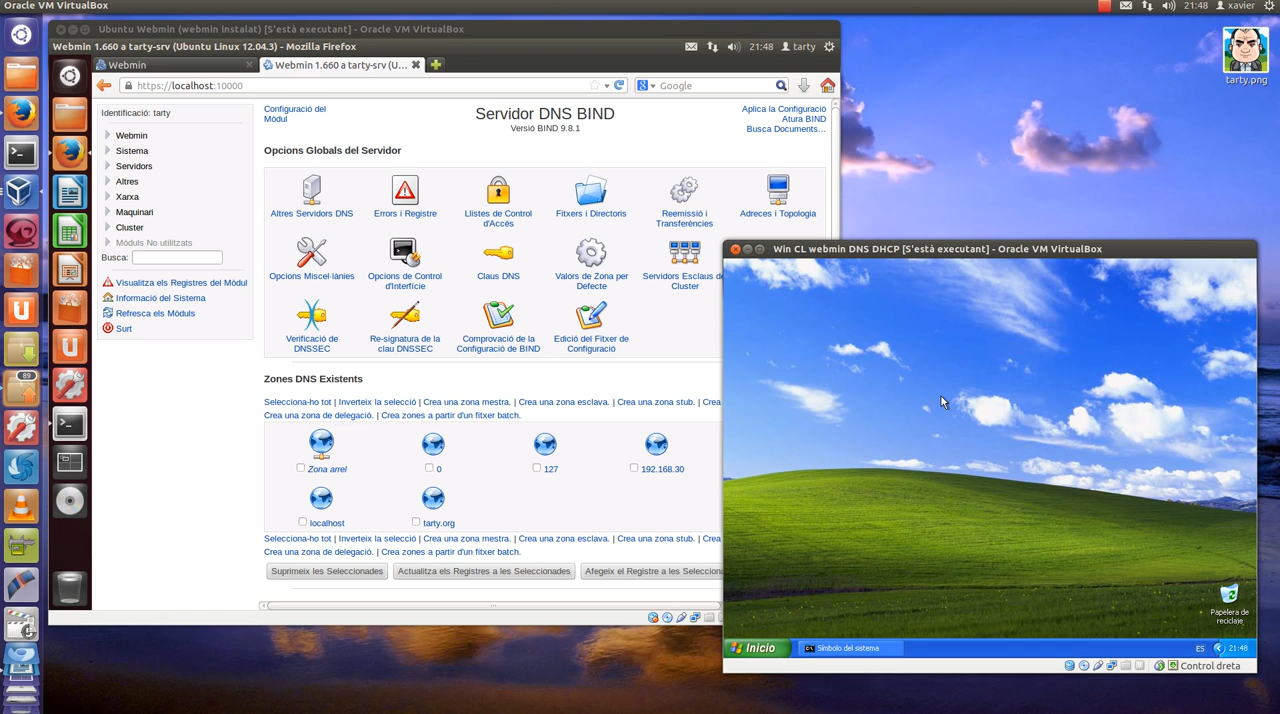 Oracle VM VirtualBox
21:48
xavier
tarty.png
Ubuntu Webmin (webmin instalat) [S'està executant] - Oracle VM VirtualBox
Webmin 1.660 a tarty-srv (Ubuntu Linux 12.04.3) - Mozilla Firefox
21:48
tarty
Webmin
Webmin 1.660 a tarty-srv (U...
https://localhost:10000
Google
Identificació: tarty
Webmin
Sistema
Servidors
Altres
Xarxa
Maquinari
Cluster
Mòduls No utilitzats
Busca:
Visualitza els Registres del Mòdul
Informació del Sistema
Refresca els Mòduls
Surt
Configuració del
Mòdul
Servidor DNS BIND
Versió BIND 9.8.1
Aplica la Configuració
Atura BIND
Busca Documents…
Opcions Globals del Servidor
Altres Servidors DNS
Errors i Registre
Llistes de Control
d'Accés
Fitxers i Directoris
Reemissió i
Transferències
Adreces i Topologia
Opcions Miscel·lànies
Opcions de Control
d'Interfície
Claus DNS
Valors de Zona per
Defecte
Servidors Esclaus de
Cluster
Verificació de
DNSSEC
Re-signatura de la
clau DNSSEC
Comprovació de la
Configuració de BIND
Edició del Fitxer de
Configuració
Zones DNS Existents
Selecciona-ho tot | Inverteix la selecció | Crea una zona mestra. | Crea una zona esclava. | Crea una zona stub. | Crea
Crea una zona de delegació. | Crea zones a partir d'un fitxer batch.
Zona arrel
0
127
192.168.30
localhost
tarty.org
Selecciona-ho tot | Inverteix la selecció | Crea una zona mestra. | Crea una zona esclava. | Crea una zona stub. | Crea
Crea una zona de delegació. | Crea zones a partir d'un fitxer batch.
Suprimeix les Seleccionades
Actualitza els Registres a les Seleccionades
Afegeix el Registre a les Seleccion
89
Win CL webmin DNS DHCP [S'està executant] - Oracle VM VirtualBox
Papelera de
reciclaje
Inicio
Símbolo del sistema
ES
21:48
Control dreta